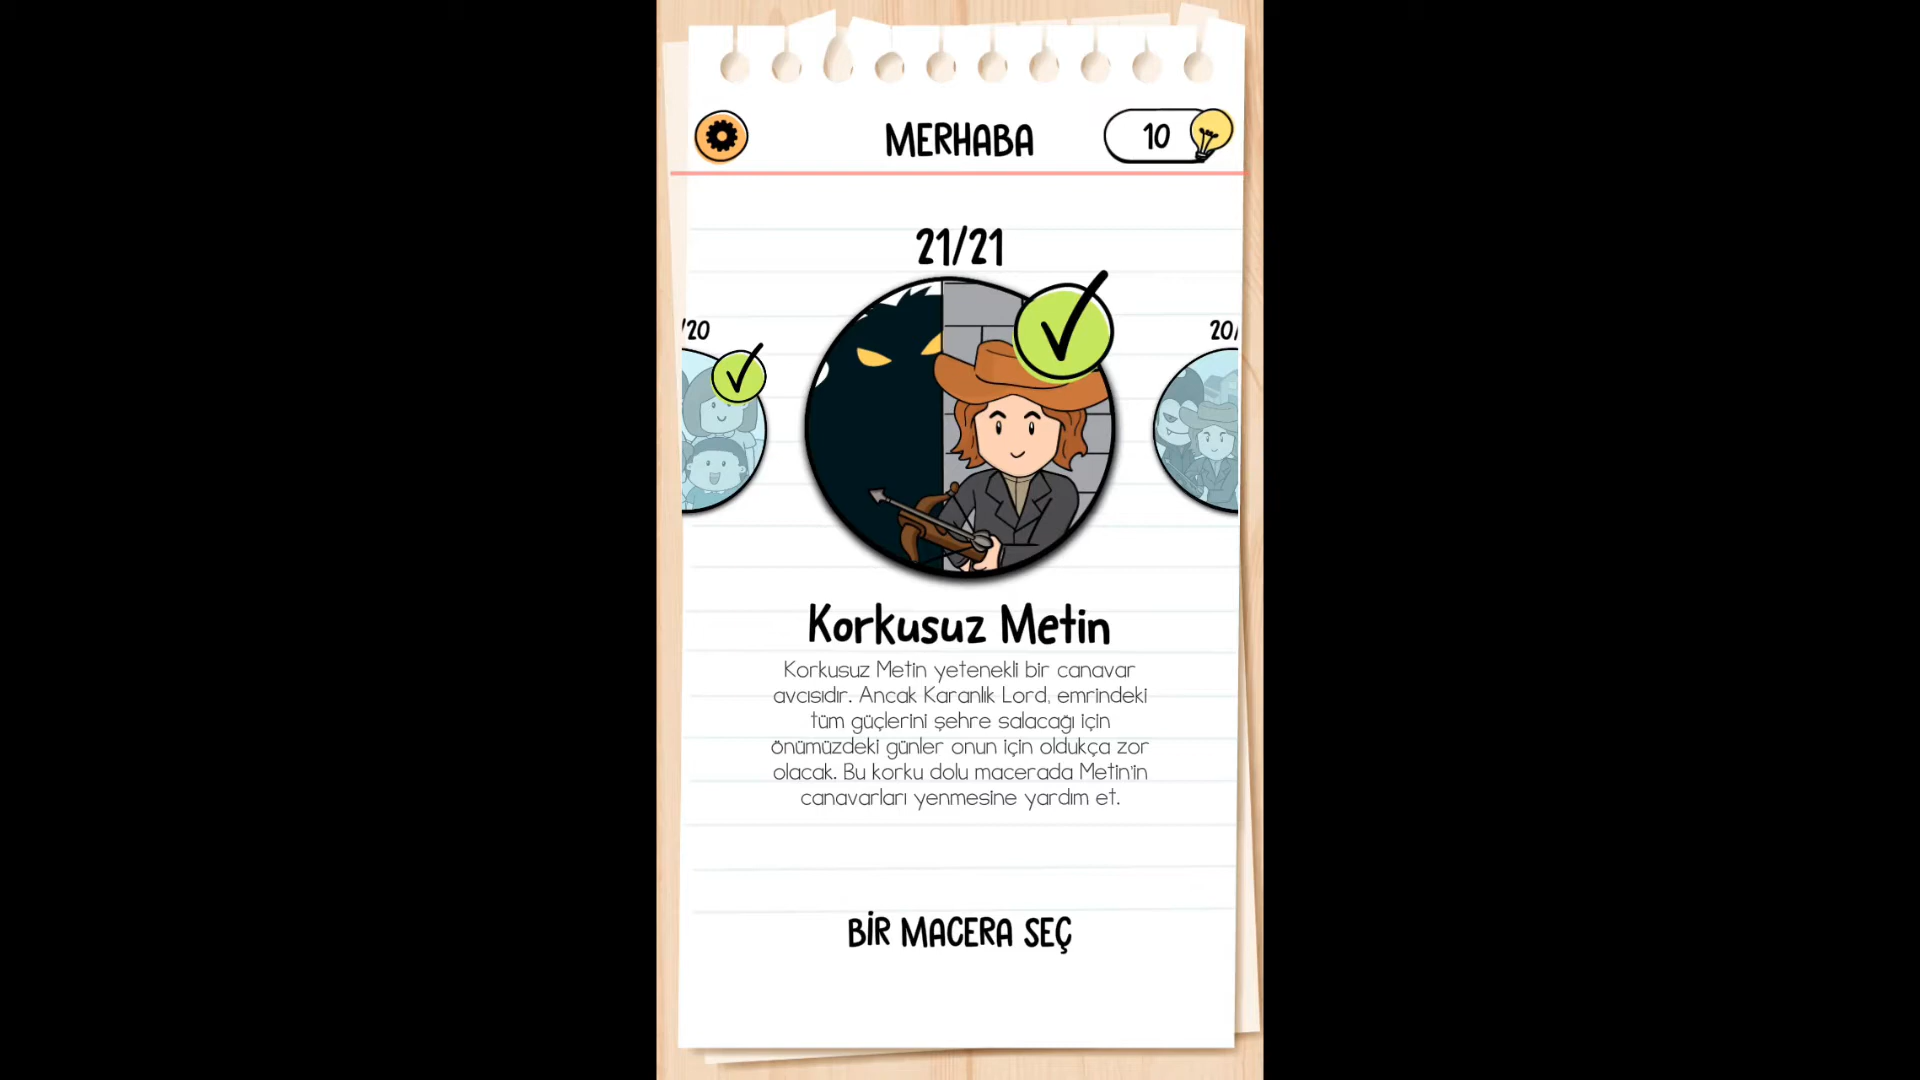 MERHABA
10
21/21
/20
20/
Korkusuz Metin
Korkusuz Metin yetenekli bir canavar
avcısıdır. Ancak Karanlık Lord, emrindeki
tüm güçlerini şehre salacağı için
önümüzdeki günler onun için oldukça zor
olacak. Bu korku dolu macerada Metin'in
canavarları yenmesine yardım et.
BİR MACERA SEÇ